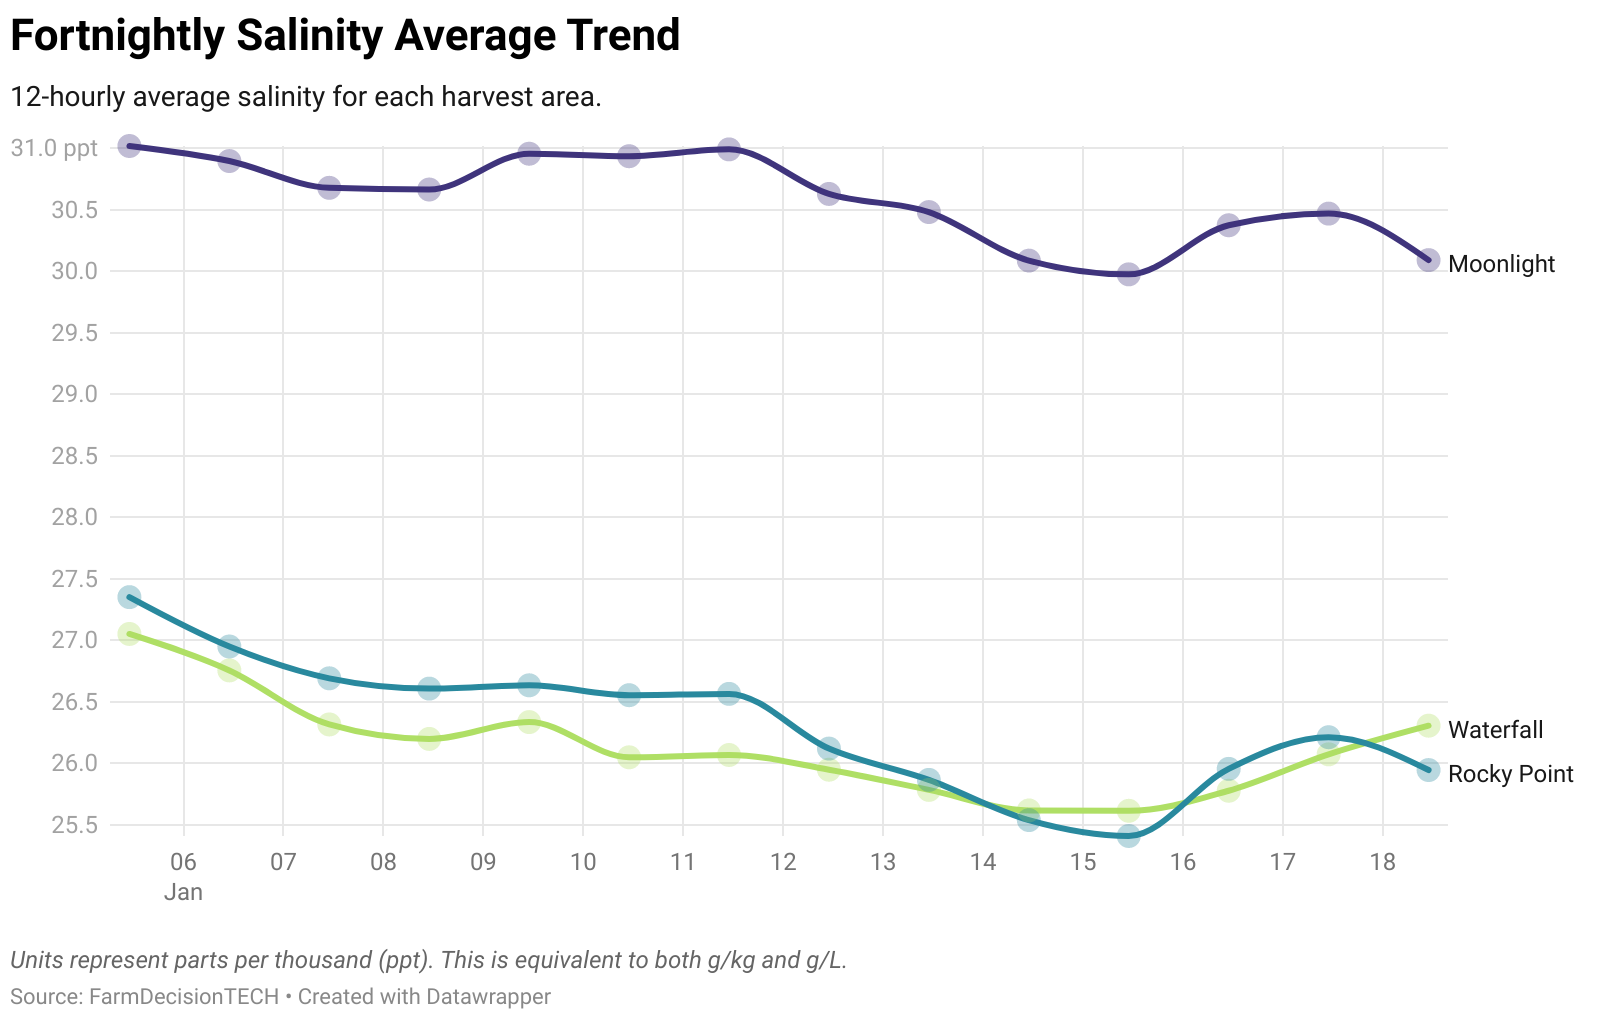 Fortnightly Salinity Average Trend
12-hourly average salinity for each harvest area.
31.0 ppt
30.5
30.0
29.5
29.0
28.5
28.0
27.5
27.0
26.5
26.0
25.5
Moonlight
Waterfall
Rocky Point
06 07 08 09 10 11 12 13 14 15 16 17 18
Jan
Units represent parts per thousand (ppt). This is equivalent to both g/kg and g/L.
Source: FarmDecisionTECH • Created with Datawrapper